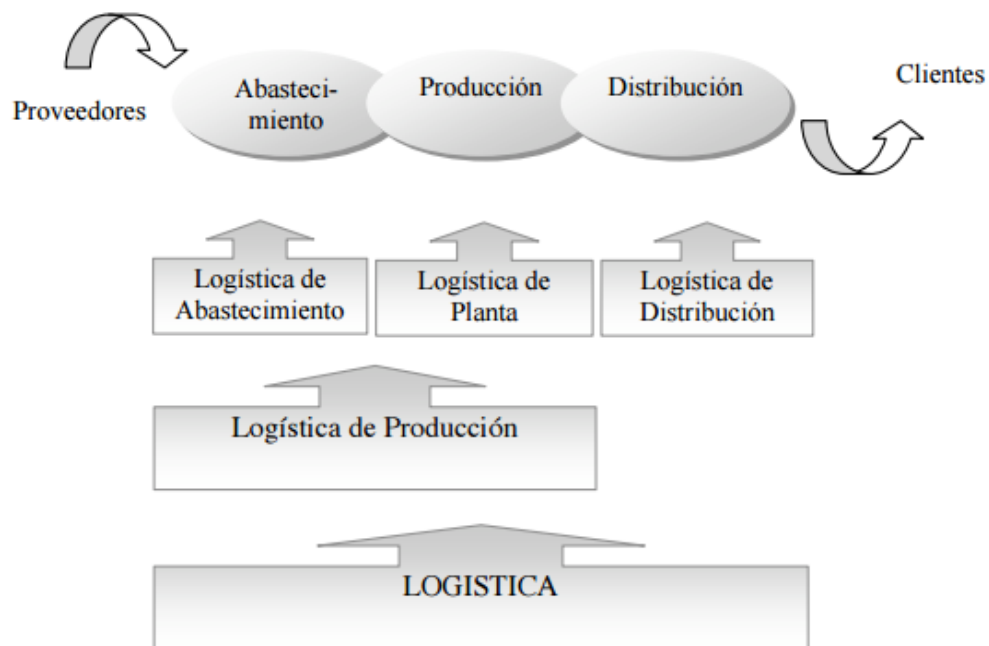 Proveedores
Abasteci-
miento
Producción
Distribución
Clientes
Logística de
Abastecimiento
Logística de
Planta
Logística de
Distribución
Logística de Producción
LOGISTICA